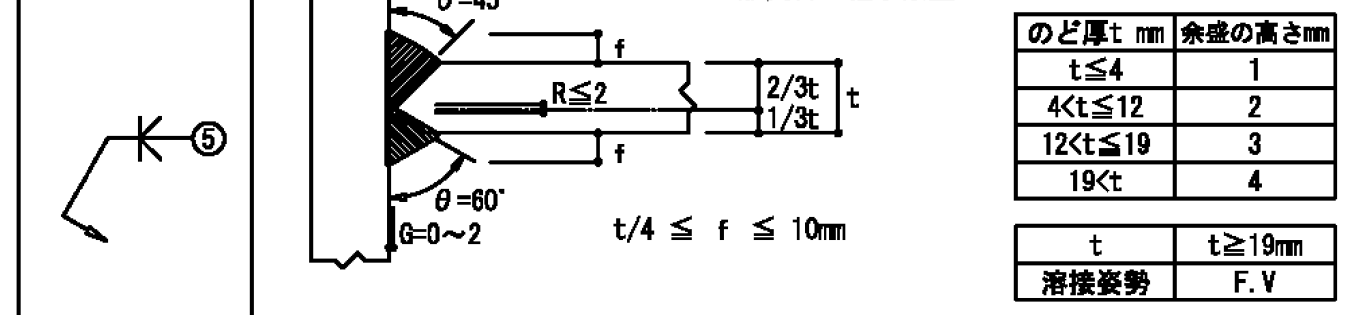 f
R≦2
2/3t
1/3t
t
f
θ=60°
G=0～2
t/4 ≦ f ≦ 10mm
⑤
のど厚t mm 余盛の高さmm
t≦4 1
4<t≦12 2
12<t≦19 3
19<t 4
t t≧19mm
溶接姿勢 F.V